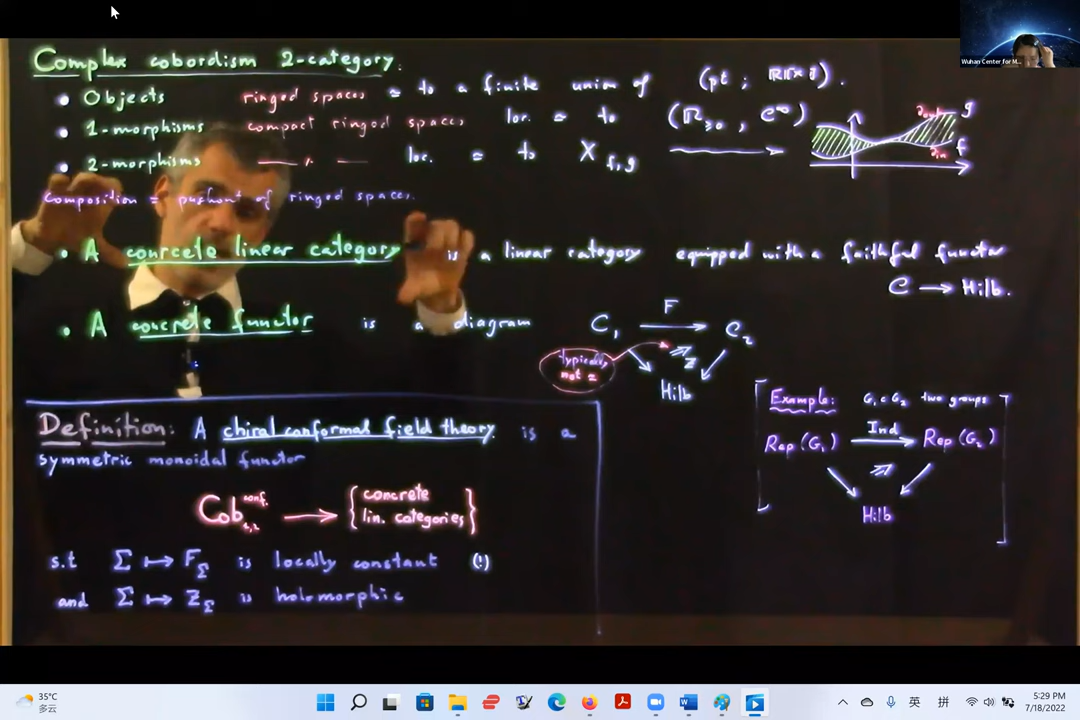 Wuhan Center for M...
Complex cobordism 2-category:
• Objects ringed spaces ≃ to a finite union of (pt ;
• 1-morphisms compact ringed spaces loc. ≃ to (ℝ≥0 , C∞)
• 2-morphisms — " — loc. ≃ to X f,g
∂out g
∂in f
Composition = pushout of ringed spaces.
• A concrete linear category is a linear category equipped with a faithful functor
C → Hilb.
• A concrete functor is a diagram
C₁ F C₂
Z
Hilb
typically
not ≃
Example: G₁ ⊂ G₂ two groups
Rep(G₁) Ind Rep(G₂)
Hilb
Definition: A chiral conformal field theory is a
symmetric monoidal functor
Cob conf. 1,2 → {concrete lin. categories}
s.t Σ ↦ F_Σ is locally constant (!)
and Σ ↦ Z_Σ is holomorphic
35°C
多云
英 拼
5:29 PM
7/18/2022